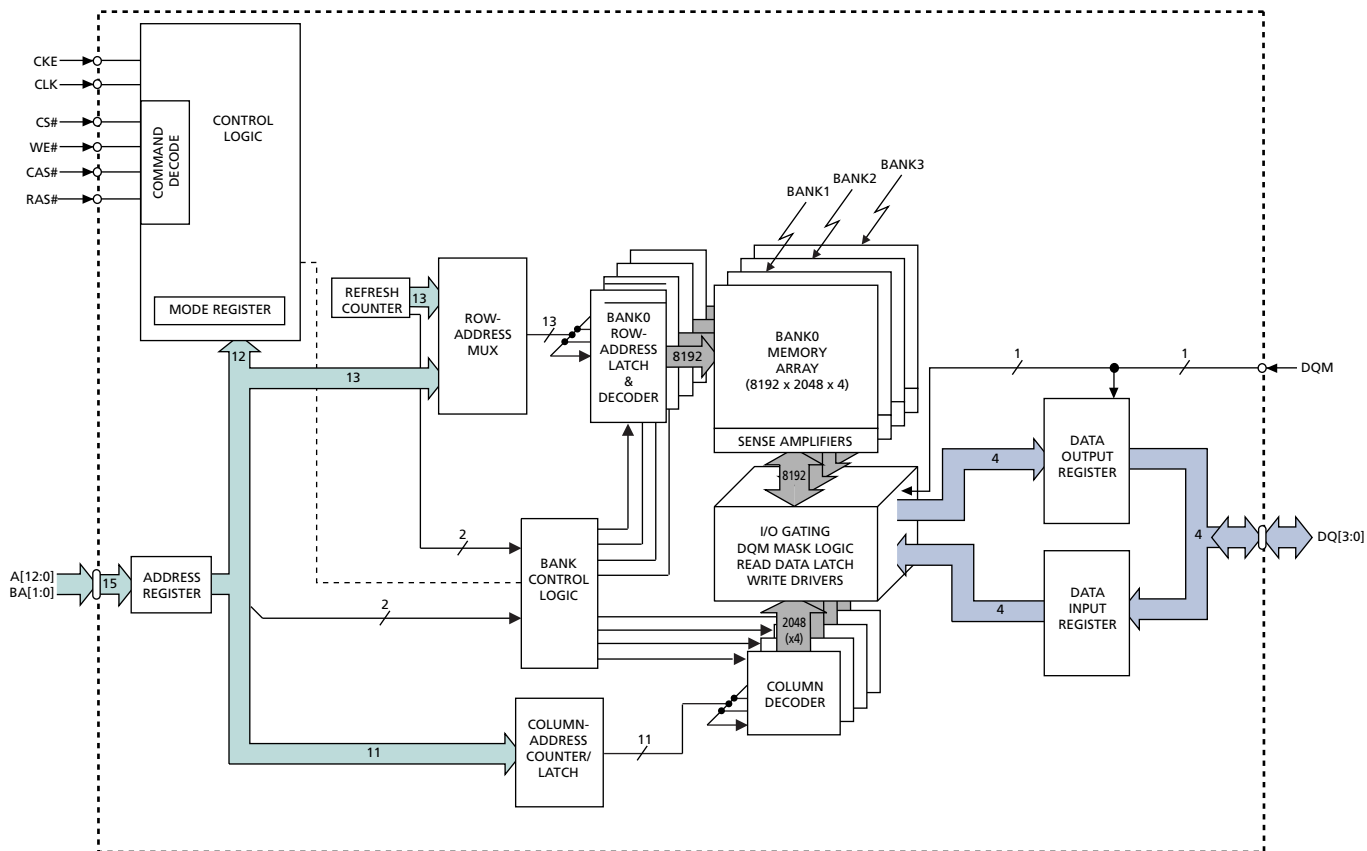 CKE
CLK
CS#
WE#
CAS#
RAS#
COMMAND
DECODE
CONTROL
LOGIC
MODE REGISTER
12
BANK1
BANK2
BANK3
REFRESH
COUNTER
13
ROW-
ADDRESS
MUX
13
13
BANK0
ROW-
ADDRESS
LATCH
&
DECODER
8192
BANK0
MEMORY
ARRAY
(8192 x 2048 x 4)
SENSE AMPLIFIERS
8192
1
1
DQM
4
DATA
OUTPUT
REGISTER
I/O GATING
DQM MASK LOGIC
READ DATA LATCH
WRITE DRIVERS
4
DQ[3:0]
4
DATA
INPUT
REGISTER
2
BANK
CONTROL
LOGIC
A[12:0]
BA[1:0]
15
ADDRESS
REGISTER
2
2048
(x4)
COLUMN
DECODER
11
COLUMN-
ADDRESS
COUNTER/
LATCH
11